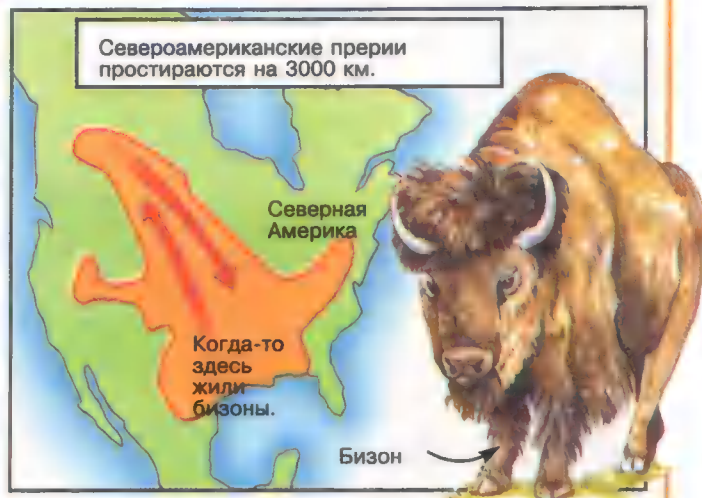 Североамериканские прерии
простираются на 3000 км.
Северная
Америка
Когда-то
здесь
жили
бизоны.
Бизон